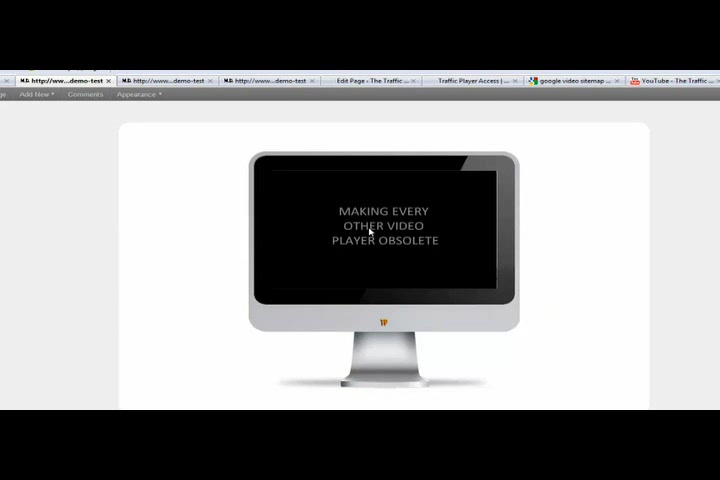 http://ww...demo-test http://www...demo-test http://www...demo-test Edit Page - The Traffic ... Traffic Player Access | ... google video sitemap ... YouTube - The Traffic ...
Add New Comments Appearance
MAKING EVERY
OTHER VIDEO
PLAYER OBSOLETE